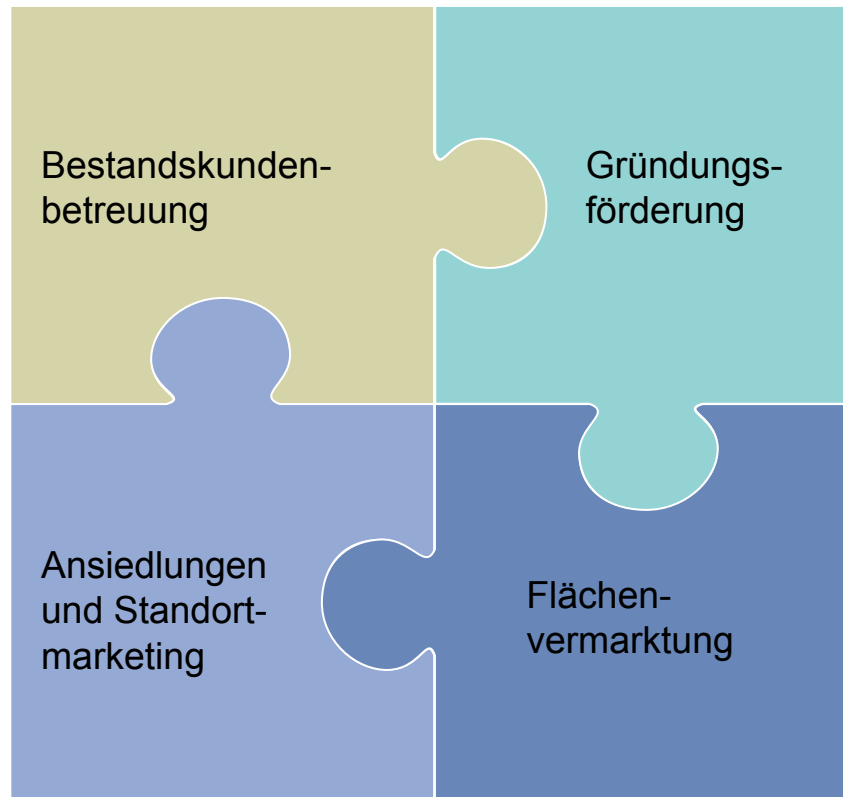 Bestandskunden-
betreuung
Gründungs-
förderung
Ansiedlungen
und Standort-
marketing
Flächen-
vermarktung